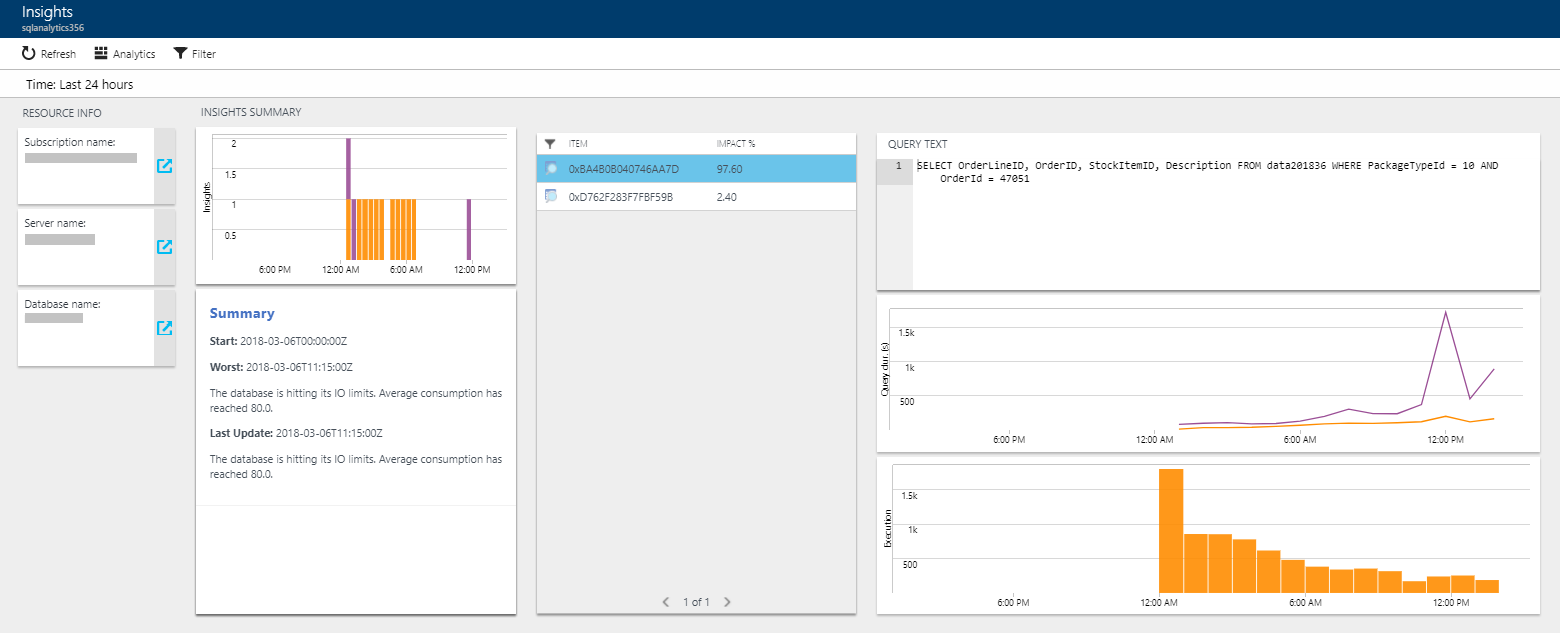 Insights
sqlanalytics356
Refresh
Analytics
Filter
Time: Last 24 hours
RESOURCE INFO
Subscription name:
Server name:
Database name:
INSIGHTS SUMMARY
Insights
2
1.5
1
0.5
6:00 PM
12:00 AM
6:00 AM
12:00 PM
Summary
Start: 2018-03-06T00:00:00Z
Worst: 2018-03-06T11:15:00Z
The database is hitting its IO limits. Average consumption has
reached 80.0.
Last Update: 2018-03-06T11:15:00Z
The database is hitting its IO limits. Average consumption has
reached 80.0.
ITEM IMPACT %
0xBA4B0B040746AA7D 97.60
0xD762F283F7FBF59B 2.40
1 of 1
QUERY TEXT
1 SELECT OrderLineID, OrderID, StockItemID, Description FROM data201836 WHERE PackageTypeId = 10 AND
OrderId = 47051
Query dur. (s)
1.5k
1k
500
6:00 PM
12:00 AM
6:00 AM
12:00 PM
Execution
1.5k
1k
500
6:00 PM
12:00 AM
6:00 AM
12:00 PM